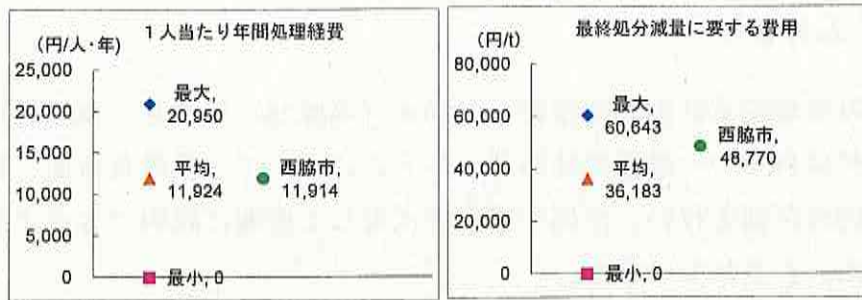 1人当たり年間処理経費
(円/人・年)
25,000
20,000
15,000
10,000
5,000
0
最大,
20,950
平均,
11,924
西脇市,
11,914
最小, 0
最終処分減量に要する費用
(円/t)
80,000
60,000
40,000
20,000
0
最大,
60,643
西脇市,
48,770
平均,
36,183
最小, 0